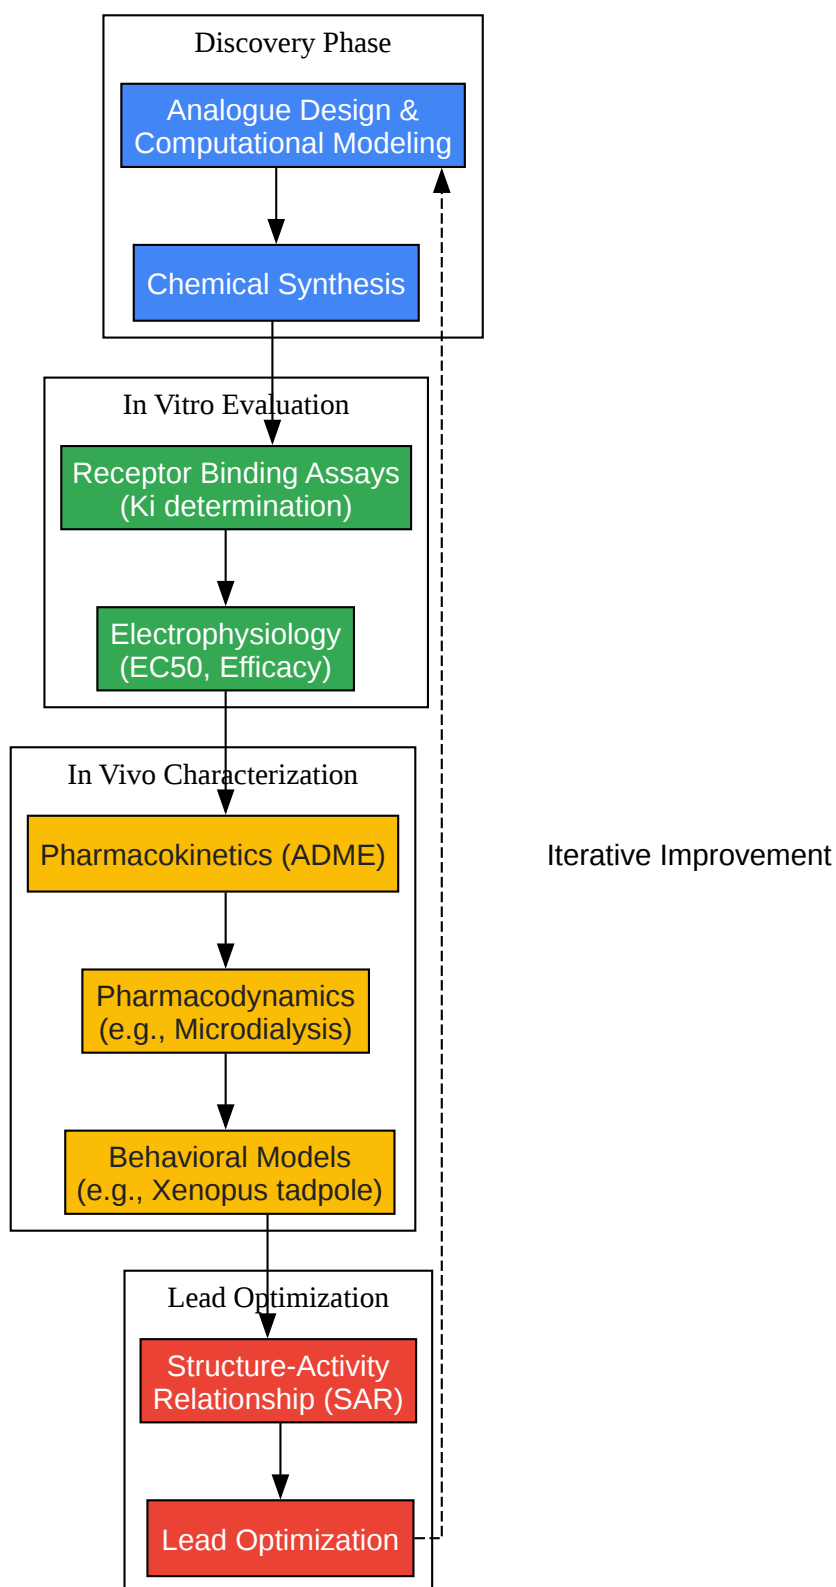 Discovery Phase
Analogue Design &
Computational Modeling
Chemical Synthesis
In Vitro Evaluation
Receptor Binding Assays
(Ki determination)
Electrophysiology
(EC50, Efficacy)
In Vivo Characterization
Pharmacokinetics (ADME)
Iterative Improvement
Pharmacodynamics
(e.g., Microdialysis)
Behavioral Models
(e.g., Xenopus tadpole)
Lead Optimization
Structure-Activity
Relationship (SAR)
Lead Optimization